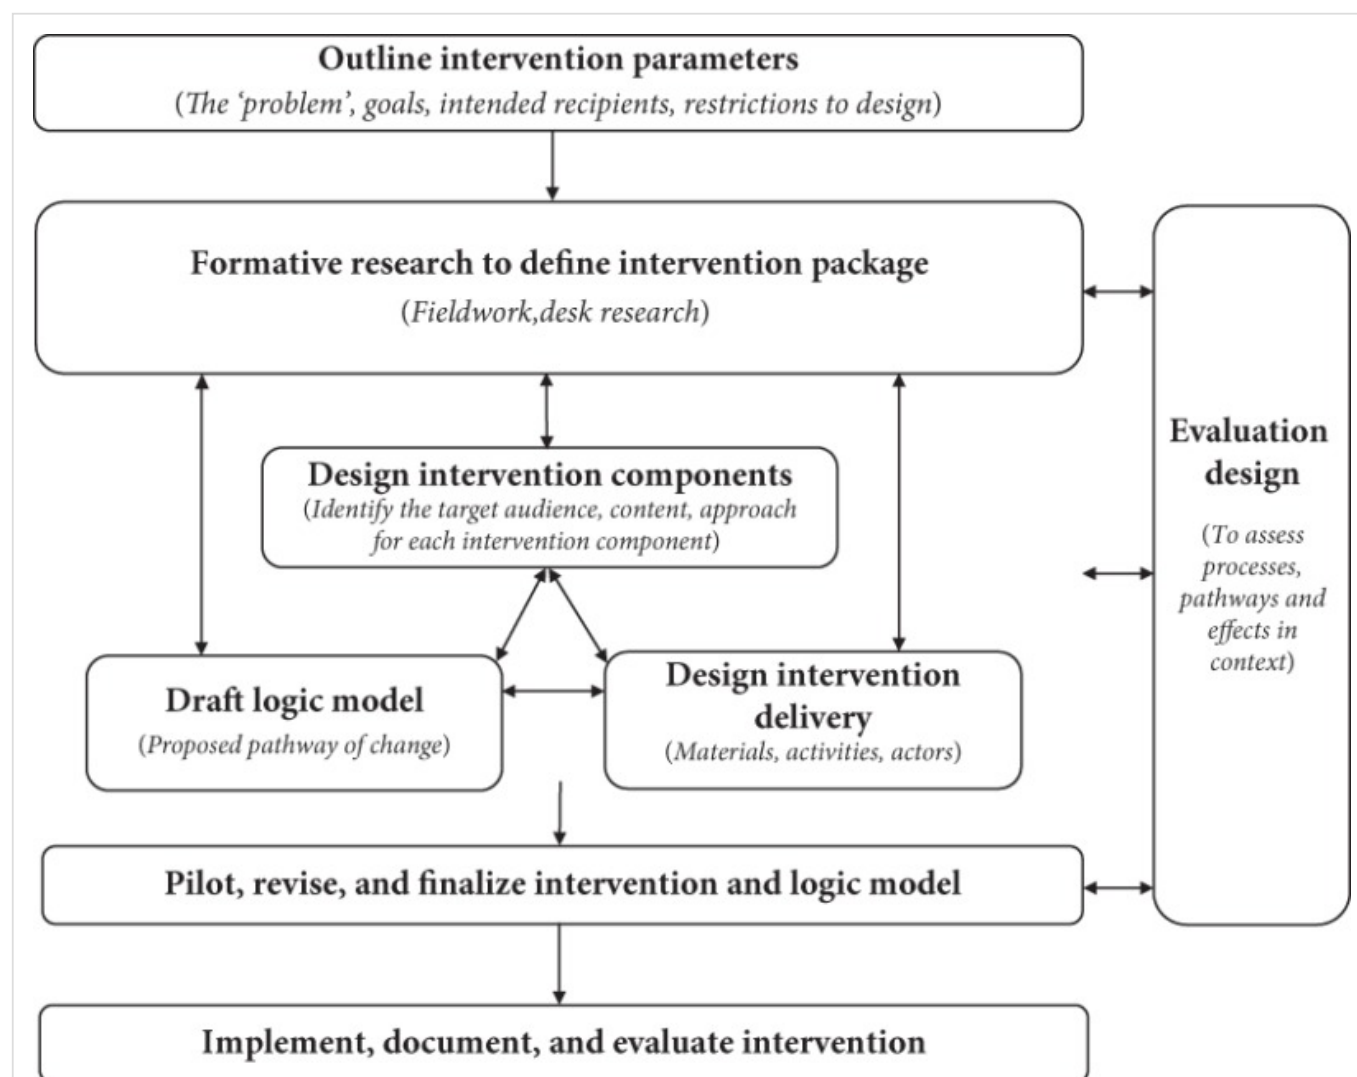 Outline intervention parameters
(The ‘problem’, goals, intended recipients, restrictions to design)
Formative research to define intervention package
(Fieldwork,desk research)
Design intervention components
(Identify the target audience, content, approach
for each intervention component)
Draft logic model
(Proposed pathway of change)
Design intervention
delivery
(Materials, activities, actors)
Evaluation
design
(To assess
processes,
pathways and
effects in
context)
Pilot, revise, and finalize intervention and logic model
Implement, document, and evaluate intervention